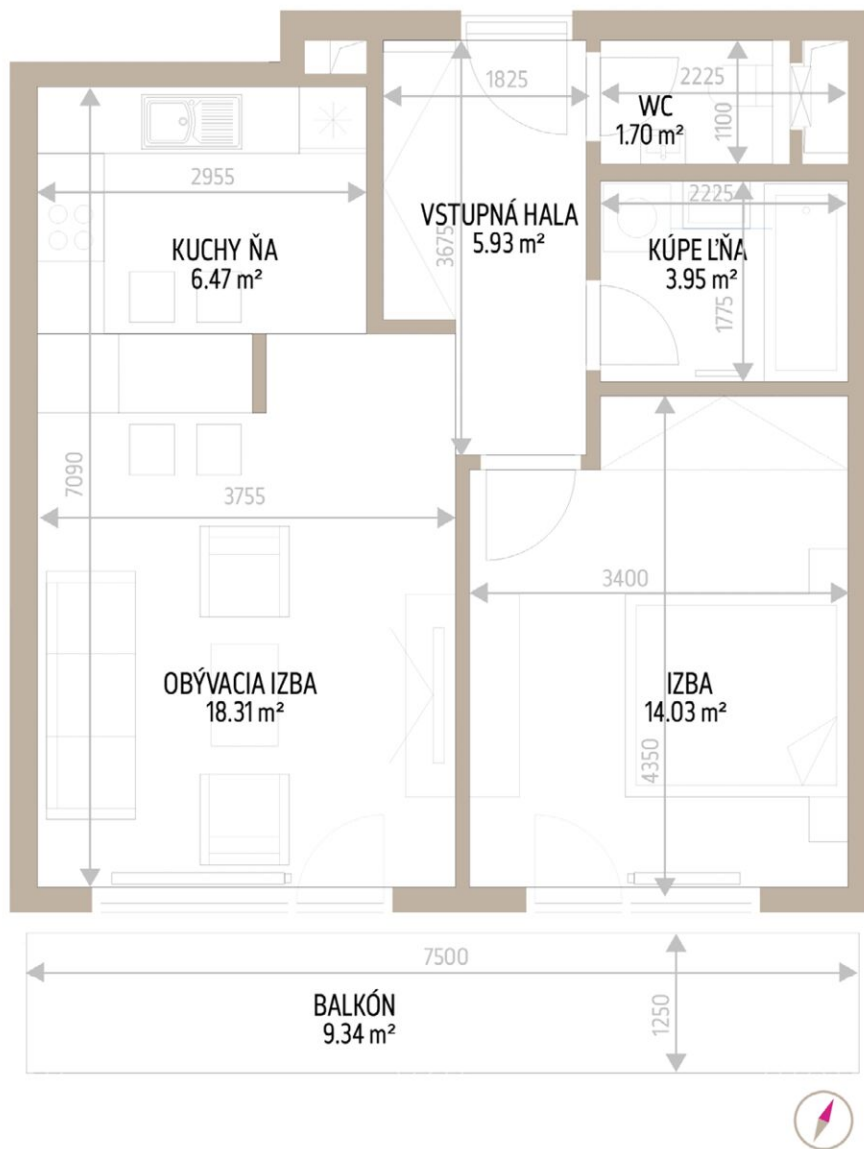 1825
2225
WC
1.70 m²
1100
2955
KUCHY ŇA
6.47 m²
VSTUPNÁ HALA
5.93 m²
3675
2225
KÚPE ĽŇA
3.95 m²
1775
7090
3755
3400
OBÝVACIA IZBA
18.31 m²
IZBA
14.03 m²
4350
7500
BALKÓN
9.34 m²
1250